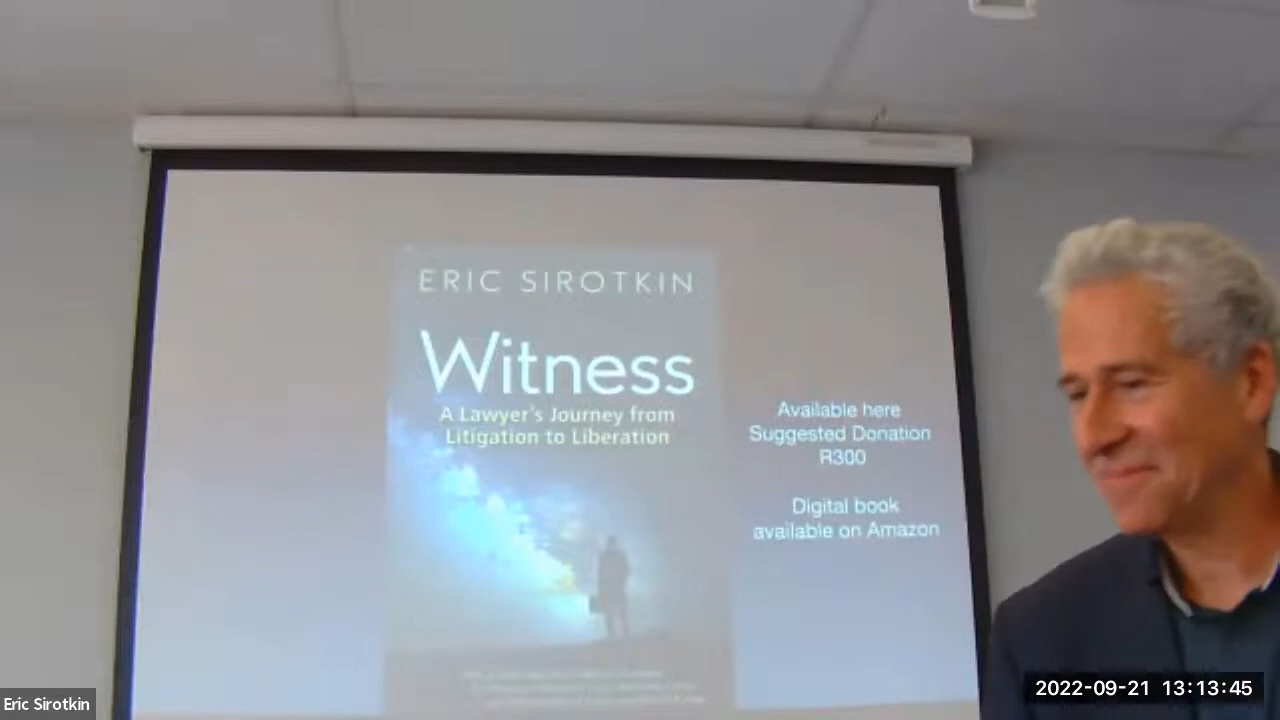 ERIC SIROTKIN
Witness
A Lawyer's Journey from
Litigation to Liberation
Available here
Suggested Donation
R300
Digital book
available on Amazon
Eric Sirotkin
2022-09-21 13:13:45